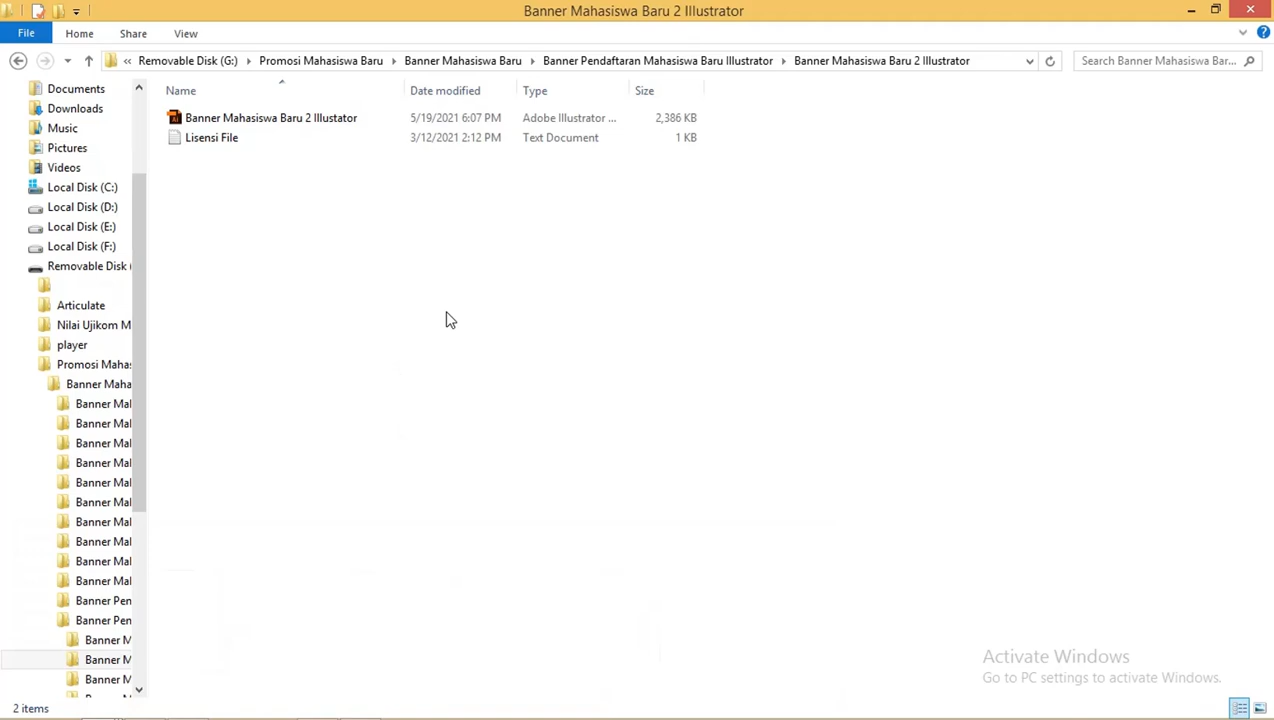 Banner Mahasiswa Baru 2 Illustrator
File Home Share View
« Removable Disk (G:) Promosi Mahasiswa Baru Banner Mahasiswa Baru Banner Pendaftaran Mahasiswa Baru Illustrator Banner Mahasiswa Baru 2 Illustrator
Search Banner Mahasiswa Bar...
Name Date modified Type Size
Banner Mahasiswa Baru 2 Illustator 5/19/2021 6:07 PM Adobe Illustrator ... 2,386 KB
Lisensi File 3/12/2021 2:12 PM Text Document 1 KB
Documents
Downloads
Music
Pictures
Videos
Local Disk (C:)
Local Disk (D:)
Local Disk (E:)
Local Disk (F:)
Removable Disk (
Articulate
Nilai Ujikom M
player
Promosi Mahas
Banner Maha
Banner Mal
Banner Mal
Banner Mal
Banner Mal
Banner Mal
Banner Mal
Banner Mal
Banner Mal
Banner Mal
Banner Mal
Banner Pen
Banner Pen
Banner M
Banner M
Banner M
Activate Windows
Go to PC settings to activate Windows.
2 items